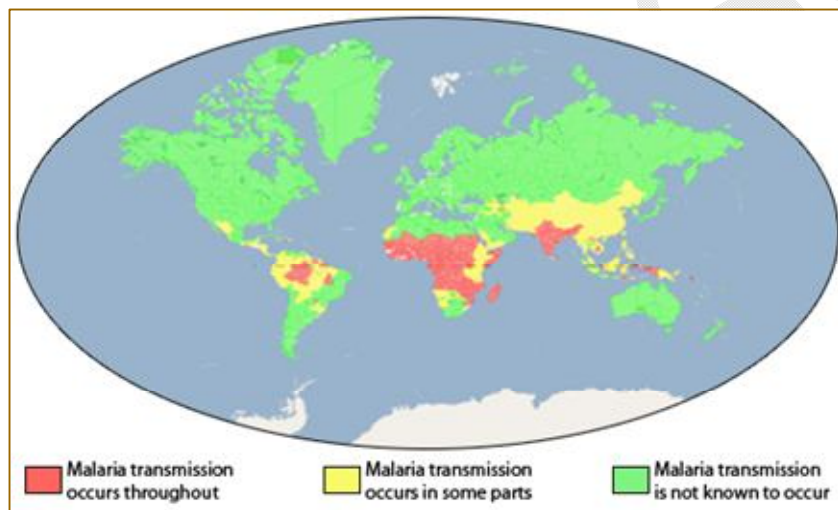 Malaria transmission
occurs throughout
Malaria transmission
occurs in some parts
Malaria transmission
is not known to occur